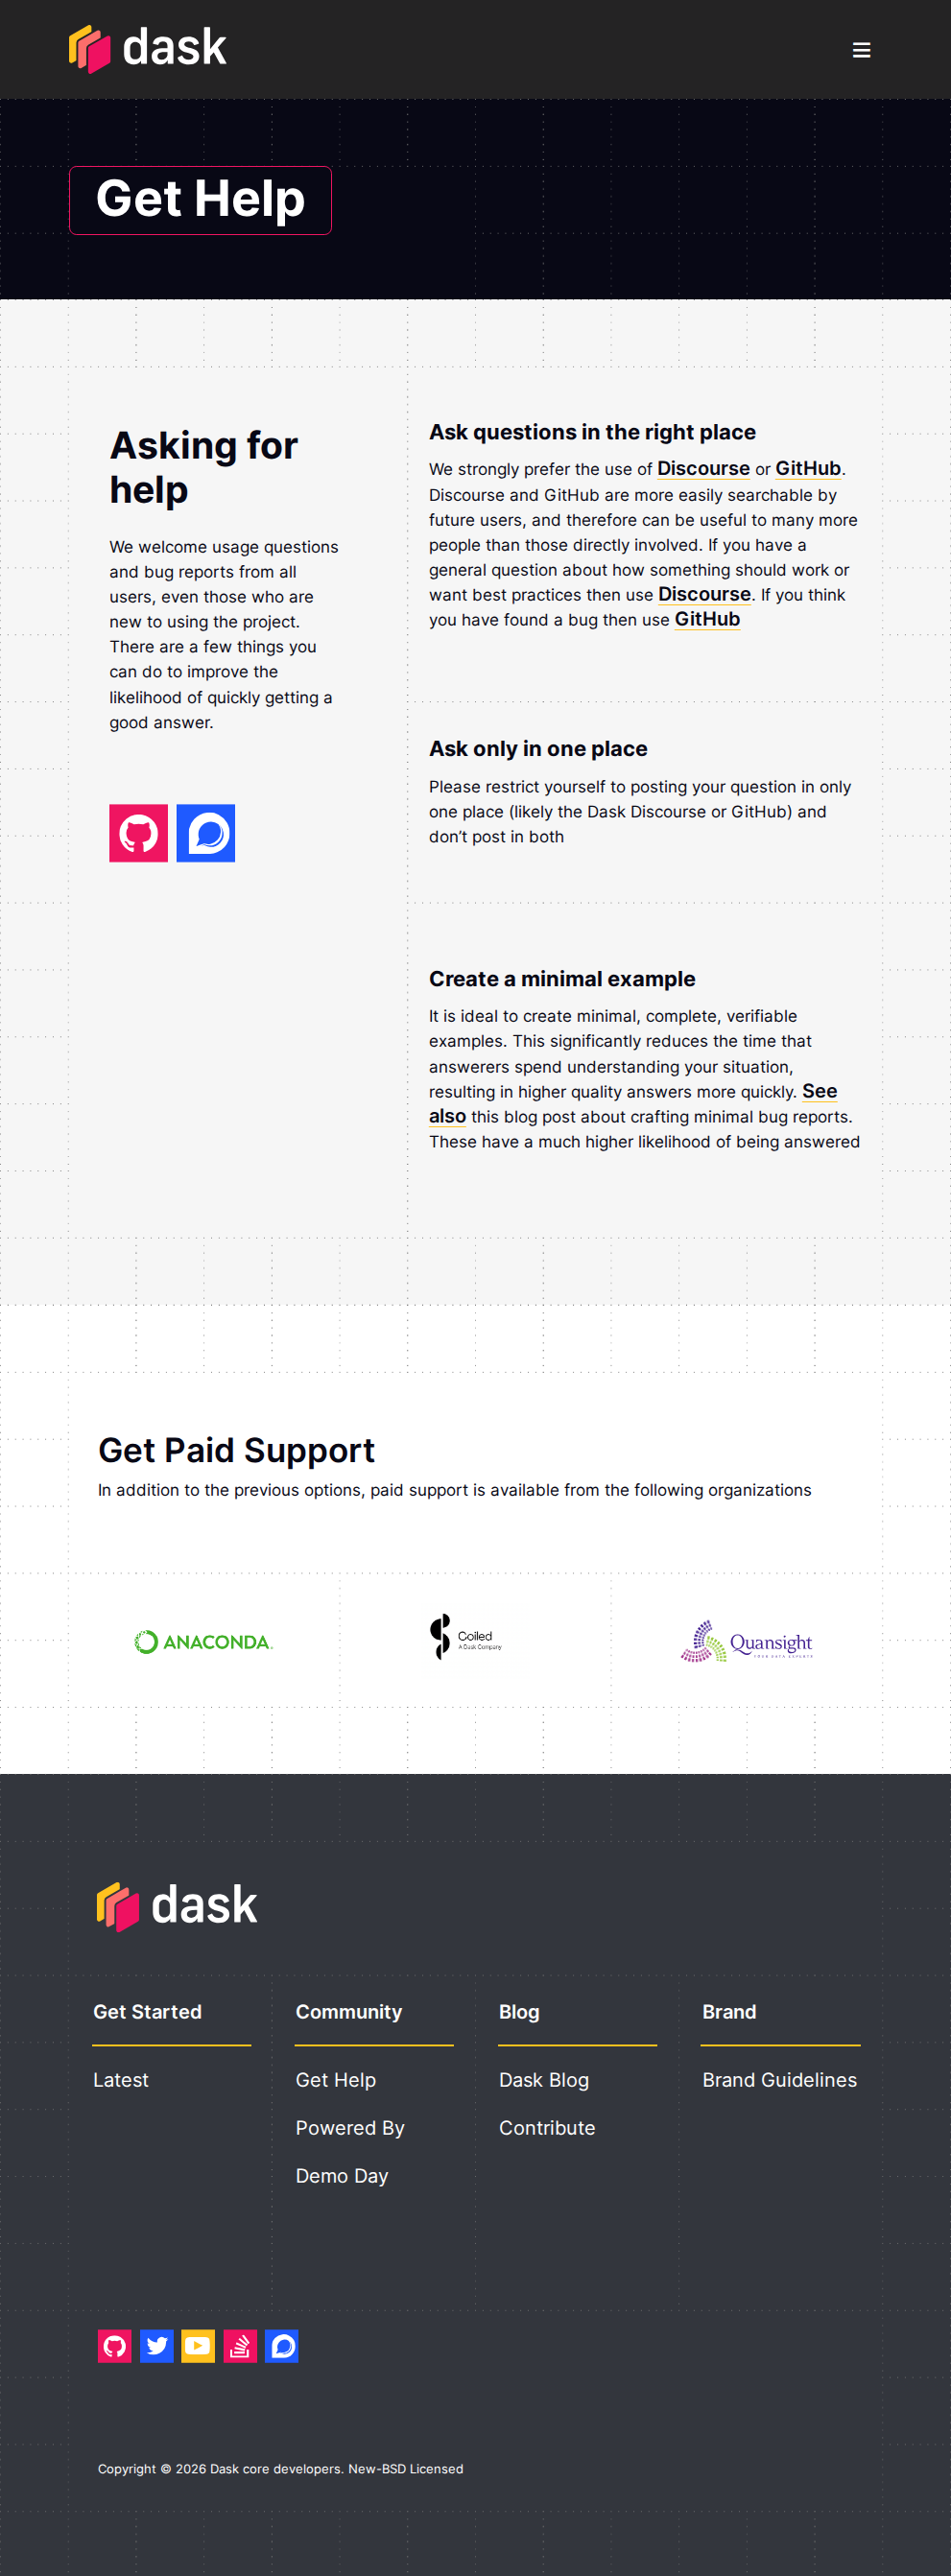 dask
Get Help
Asking for
help
We welcome usage questions
and bug reports from all
users, even those who are
new to using the project.
There are a few things you
can do to improve the
likelihood of quickly getting a
good answer.
Ask questions in the right place
We strongly prefer the use of Discourse or GitHub.
Discourse and GitHub are more easily searchable by
future users, and therefore can be useful to many more
people than those directly involved. If you have a
general question about how something should work or
want best practices then use Discourse. If you think
you have found a bug then use GitHub
Ask only in one place
Please restrict yourself to posting your question in only
one place (likely the Dask Discourse or GitHub) and
don’t post in both
Create a minimal example
It is ideal to create minimal, complete, verifiable
examples. This significantly reduces the time that
answerers spend understanding your situation,
resulting in higher quality answers more quickly. See
also this blog post about crafting minimal bug reports.
These have a much higher likelihood of being answered
Get Paid Support
In addition to the previous options, paid support is available from the following organizations
ANACONDA.
Coiled
A Dask Company
Quansight
YOUR DATA EXPERTS
dask
Get Started
Latest
Community
Get Help
Powered By
Demo Day
Blog
Dask Blog
Contribute
Brand
Brand Guidelines
Copyright © 2026 Dask core developers. New-BSD Licensed